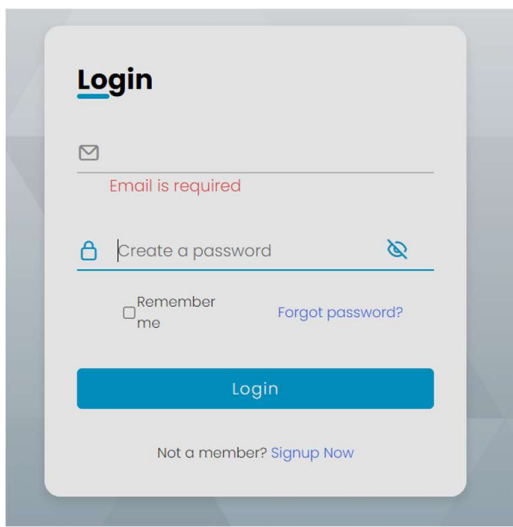 Login
Email is required
Create a password
Remember
me
Forgot password?
Login
Not a member? Signup Now